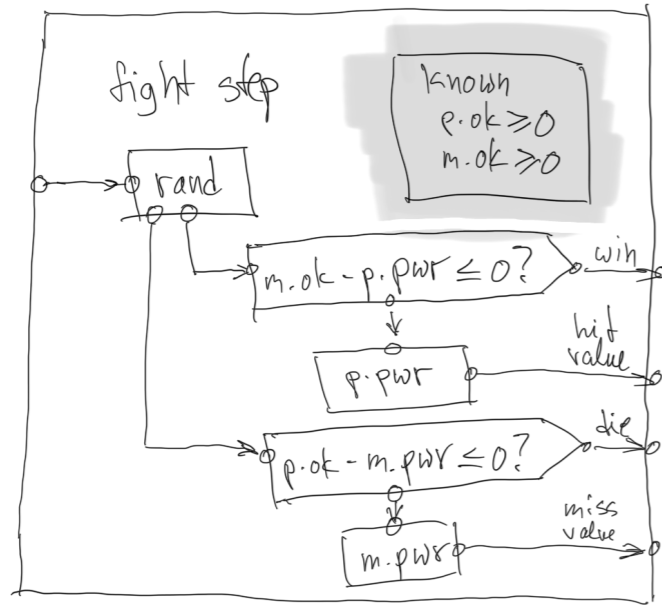 fight step
known
p.ok ≥ 0
m.ok ≥ 0
rand
m.ok - p.pwr ≤ 0?
win
hit
value
p.pwr
die
p.ok - m.pwr ≤ 0?
miss
value
m.pwr